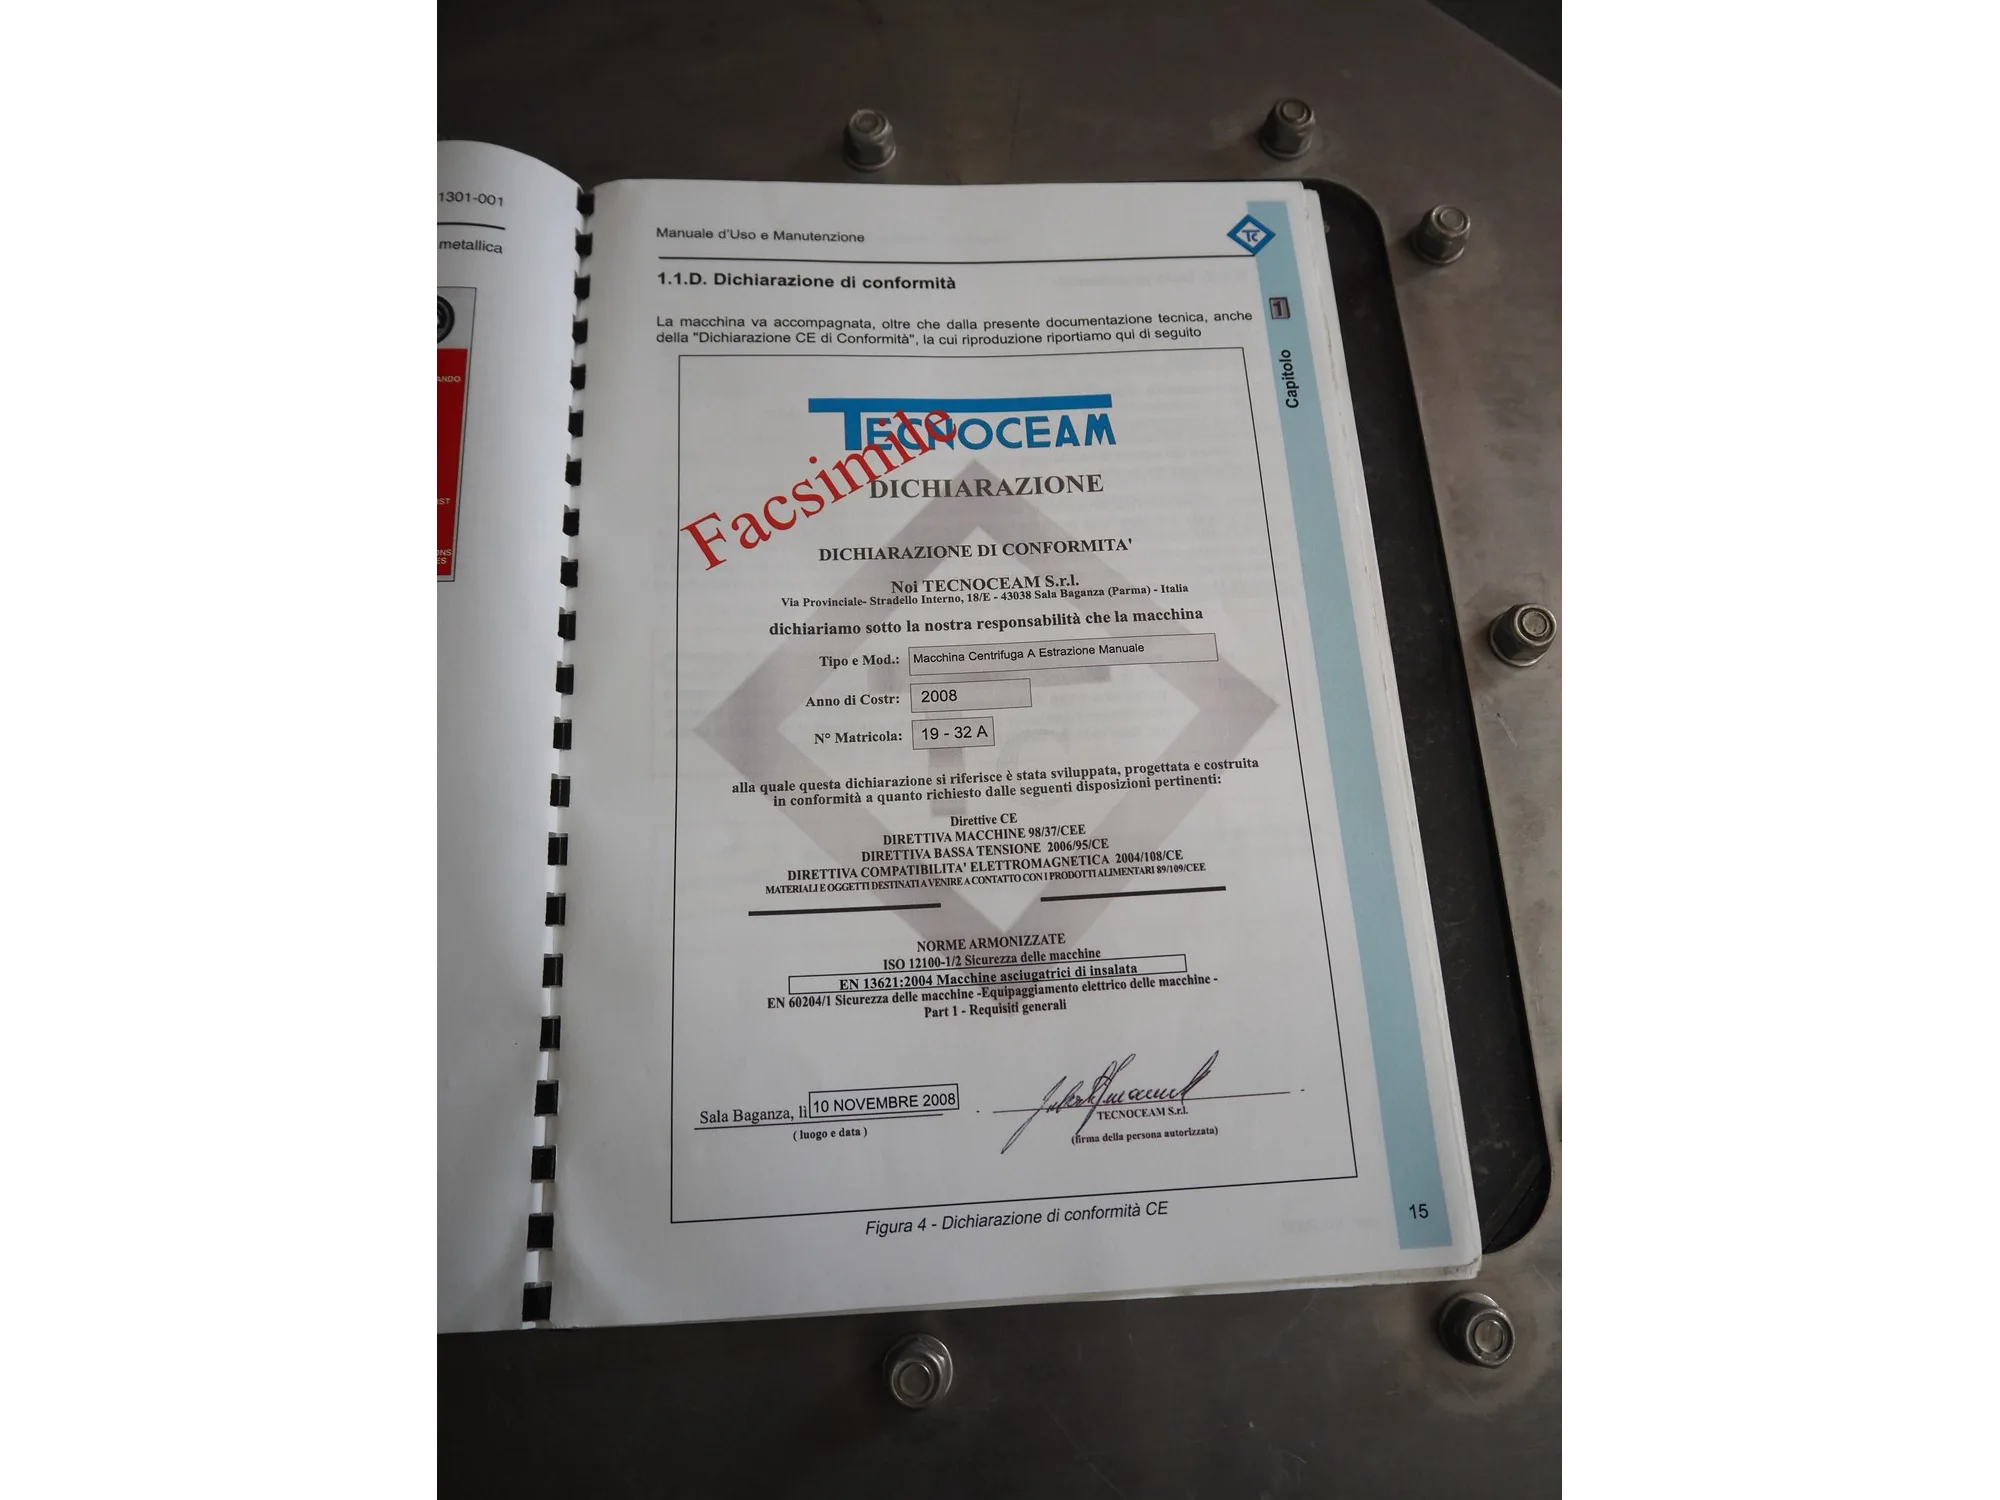 1301-001
metallica
ANDO
IST
ONS
ES
Manuale d'Uso e Manutenzione
TC
1.1.D. Dichiarazione di conformità
La macchina va accompagnata, oltre che dalla presente documentazione tecnica, anche
della "Dichiarazione CE di Conformità", la cui riproduzione riportiamo qui di seguito
1
Capitolo
TECNOCEAM
Facsimile
DICHIARAZIONE
DICHIARAZIONE DI CONFORMITA'
Noi TECNOCEAM S.r.l.
Via Provinciale- Stradello Interno, 18/E - 43038 Sala Baganza (Parma) - Italia
dichiariamo sotto la nostra responsabilità che la macchina
Tipo e Mod.: Macchina Centrifuga A Estrazione Manuale
Anno di Costr: 2008
N° Matricola: 19 - 32 A
alla quale questa dichiarazione si riferisce è stata sviluppata, progettata e costruita
in conformità a quanto richiesto dalle seguenti disposizioni pertinenti:
Direttive CE
DIRETTIVA MACCHINE 98/37/CEE
DIRETTIVA BASSA TENSIONE 2006/95/CE
DIRETTIVA COMPATIBILITA' ELETTROMAGNETICA 2004/108/CE
MATERIALI E OGGETTI DESTINATI A VENIRE A CONTATTO CON I PRODOTTI ALIMENTARI 89/109/CEE
NORME ARMONIZZATE
ISO 12100-1/2 Sicurezza delle macchine
EN 13621:2004 Macchine asciugatrici di insalata
EN 60204/1 Sicurezza delle macchine -Equipaggiamento elettrico delle macchine -
Part 1 - Requisiti generali
Sala Baganza, lì 10 NOVEMBRE 2008
( luogo e data )
TECNOCEAM S.r.l.
(firma della persona autorizzata)
Figura 4 - Dichiarazione di conformità CE
15